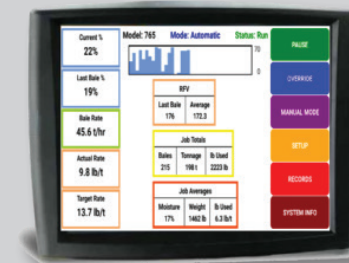 Current %
22%
Last Bale %
19%
Bale Rate
45.6 t/hr
Actual Rate
9.8 lb/t
Target Rate
13.7 lb/t
Model: 765 Mode: Automatic Status: Run
70
0
RFV
Last Bale Average
176 172.3
Job Totals
Bales Tonnage lb Used
215 198 t 2223 lb
Job Averages
Moisture Weight lb Used
17% 1462 lb 6.3 lb/t
PAUSE
OVERRIDE
MANUAL MODE
SETUP
RECORDS
SYSTEM INFO